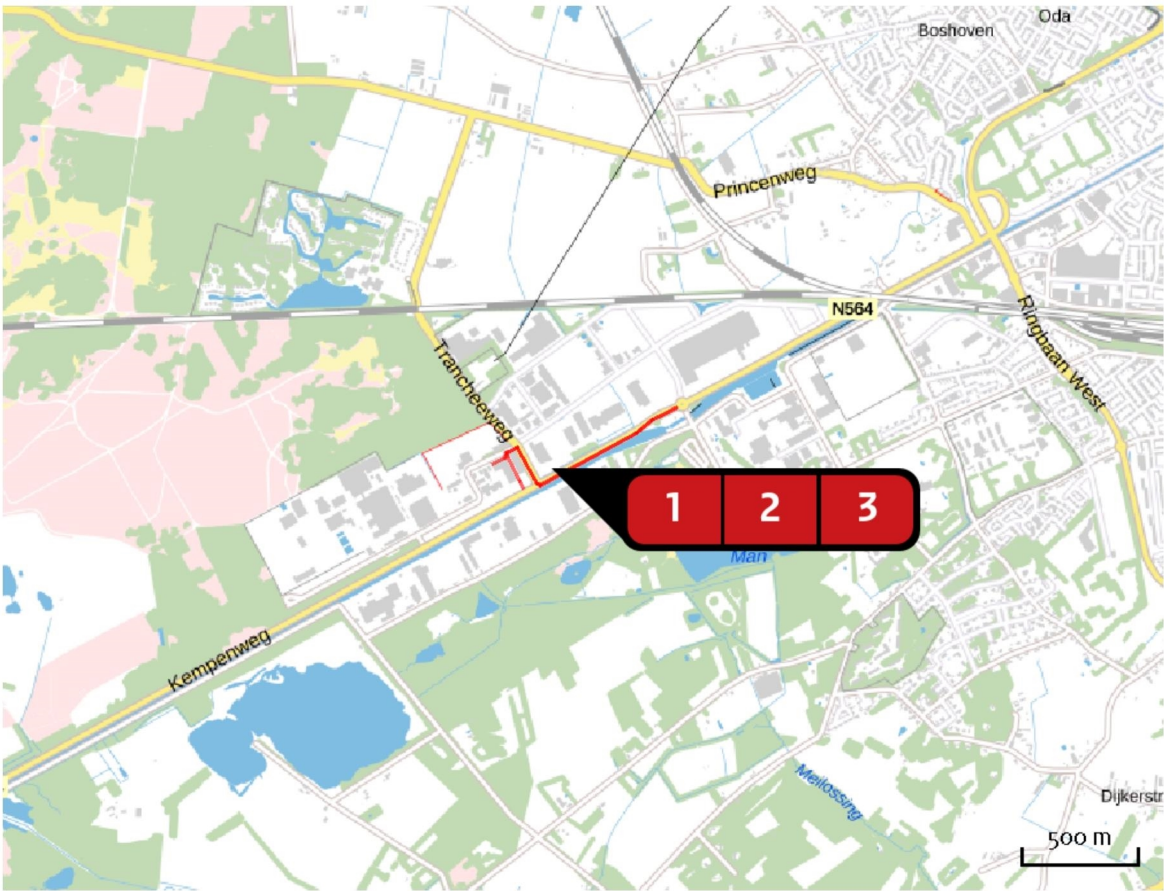 Oda
Boshoven
Princenweg
N564
Ringbaan West
Trancheeweg
1 2 3
Man
Kempenweg
Meilossing
Dijkerstr
500 m